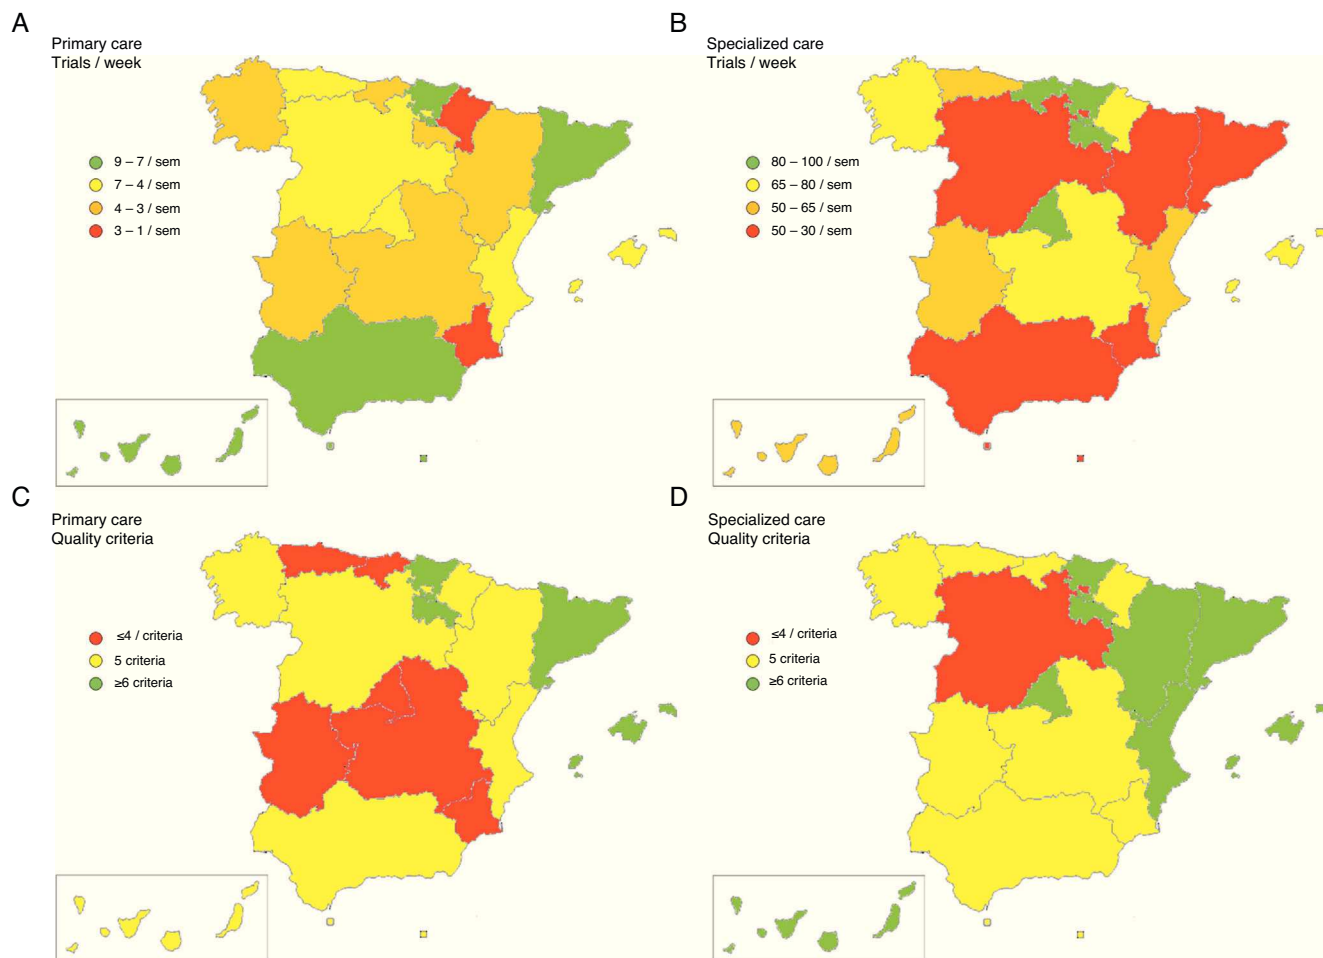 A
Primary care
Trials / week
9 – 7 / sem
7 – 4 / sem
4 – 3 / sem
3 – 1 / sem
B
Specialized care
Trials / week
80 – 100 / sem
65 – 80 / sem
50 – 65 / sem
50 – 30 / sem
C
Primary care
Quality criteria
≤4 / criteria
5 criteria
≥6 criteria
D
Specialized care
Quality criteria
≤4 / criteria
5 criteria
≥6 criteria